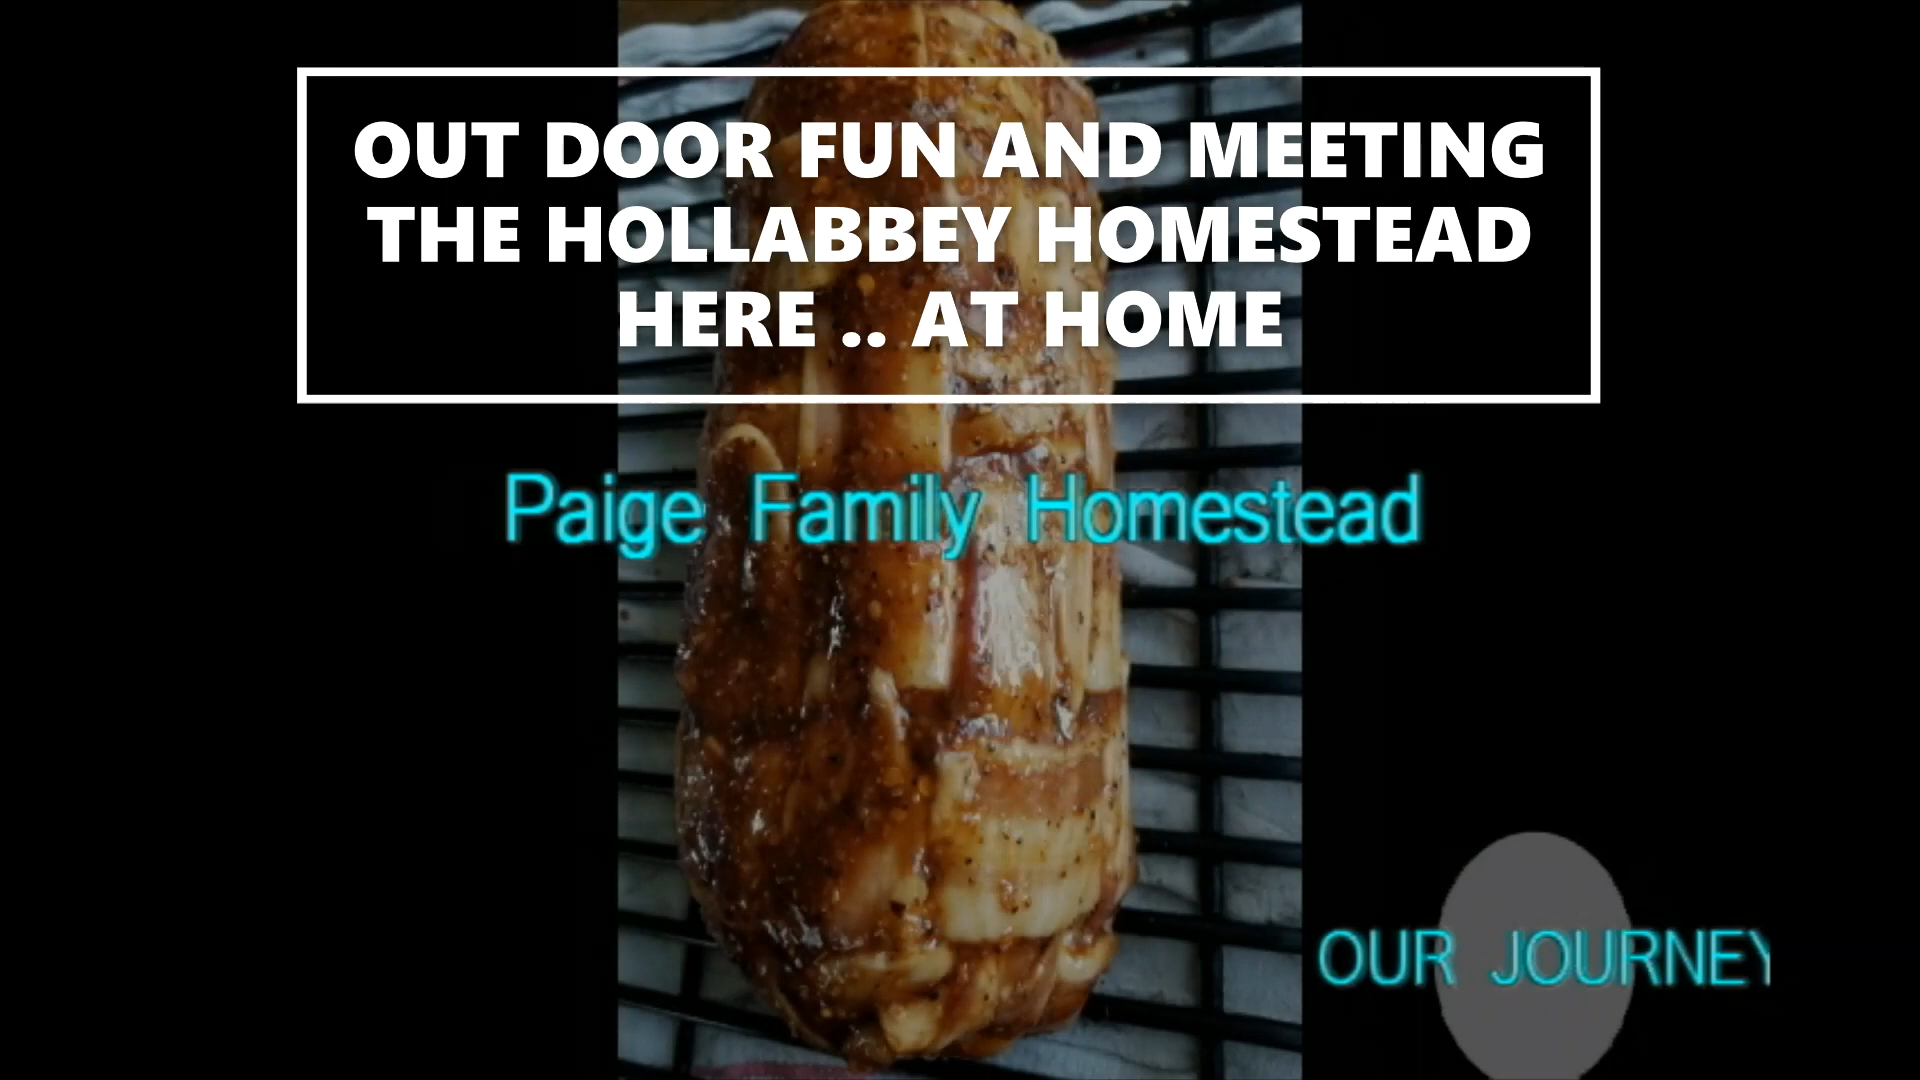 OUT DOOR FUN AND MEETING
THE HOLLABBEY HOMESTEAD
HERE .. AT HOME
Paige Family Homestead
OUR JOURNEY